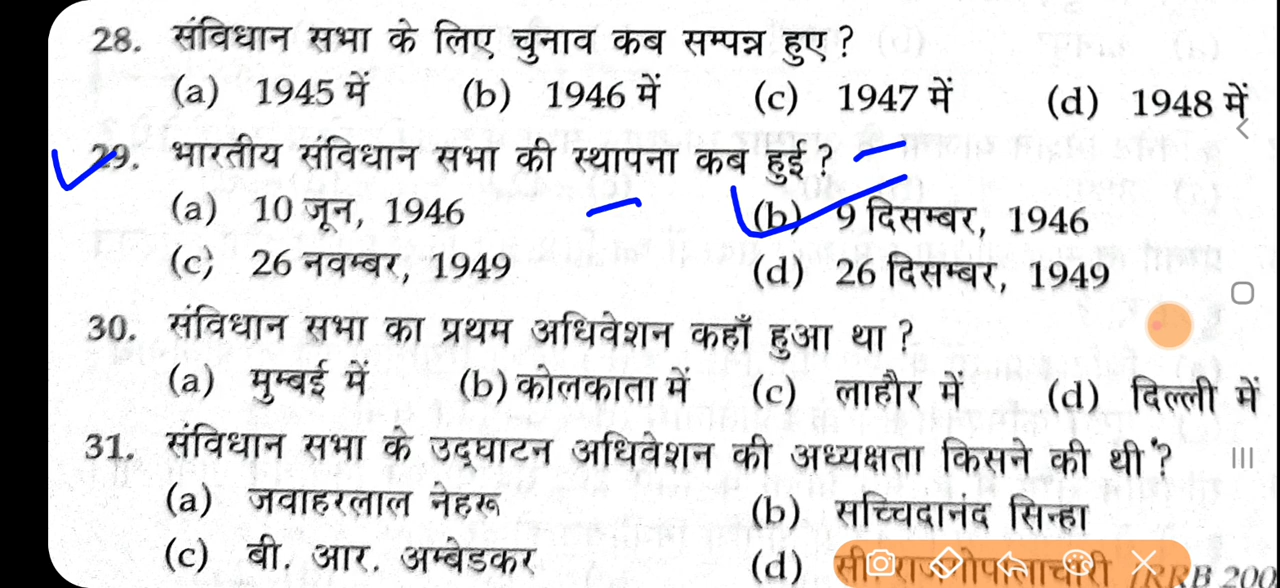 28. संविधान सभा के लिए चुनाव कब सम्पन्न हुए ?
(a) 1945 में (b) 1946 में (c) 1947 में (d) 1948 में
29. भारतीय संविधान सभा की स्थापना कब हुई ?
(a) 10 जून, 1946 (b) 9 दिसम्बर, 1946
(c) 26 नवम्बर, 1949 (d) 26 दिसम्बर, 1949
30. संविधान सभा का प्रथम अधिवेशन कहाँ हुआ था ?
(a) मुम्बई में (b) कोलकाता में (c) लाहौर में (d) दिल्ली में
31. संविधान सभा के उद्घाटन अधिवेशन की अध्यक्षता किसने की थी ?
(a) जवाहरलाल नेहरू (b) सच्चिदानंद सिन्हा
(c) बी. आर. अम्बेडकर (d) सी राजगोपालाचारी